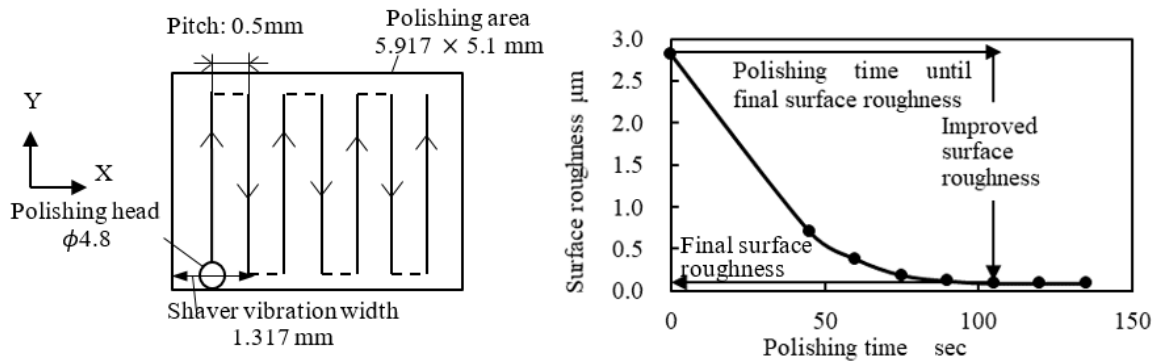 Pitch: 0.5mm
Polishing area
5.917 × 5.1 mm
Y
X
Polishing head
ϕ4.8
Shaver vibration width
1.317 mm
Surface roughness μm
3.0
2.5
2.0
1.5
1.0
0.5
0.0
Polishing time until
final surface roughness
Improved
surface
roughness
Final surface
roughness
0
50
100
150
Polishing time sec